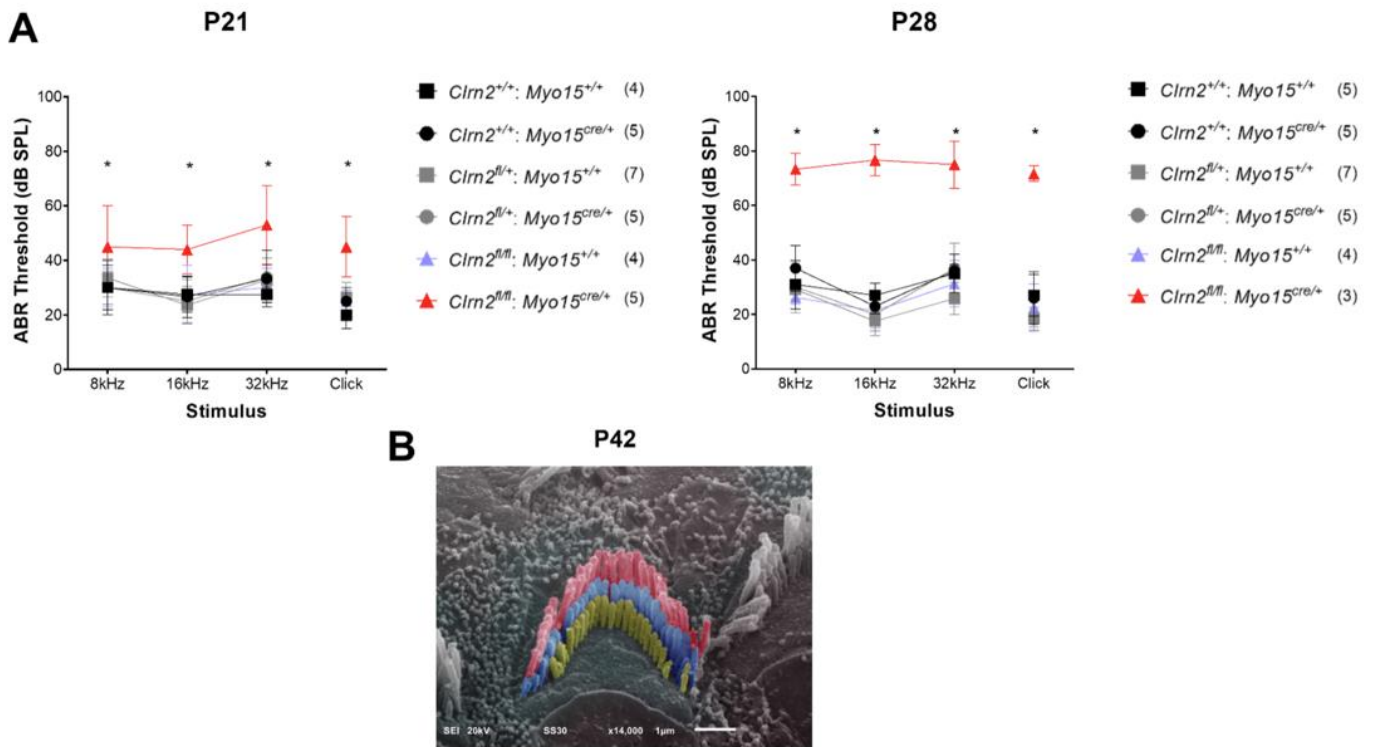 A
P21
ABR Threshold (dB SPL)
100
80
60
40
20
0
* * * *
8kHz 16kHz 32kHz Click
Stimulus
Clrn2+/+: Myo15+/+ (4)
Clrn2+/+: Myo15cre/+ (5)
Clrn2fl/+: Myo15+/+ (7)
Clrn2fl/+: Myo15cre/+ (5)
Clrn2fl/fl: Myo15+/+ (4)
Clrn2fl/fl: Myo15cre/+ (5)
P28
ABR Threshold (dB SPL)
100
80
60
40
20
0
* * * *
8kHz 16kHz 32kHz Click
Stimulus
Clrn2+/+: Myo15+/+ (5)
Clrn2+/+: Myo15cre/+ (5)
Clrn2fl/+: Myo15+/+ (7)
Clrn2fl/+: Myo15cre/+ (5)
Clrn2fl/fl: Myo15+/+ (4)
Clrn2fl/fl: Myo15cre/+ (3)
B
P42
SEI 20kV SS30 x14,000 1µm